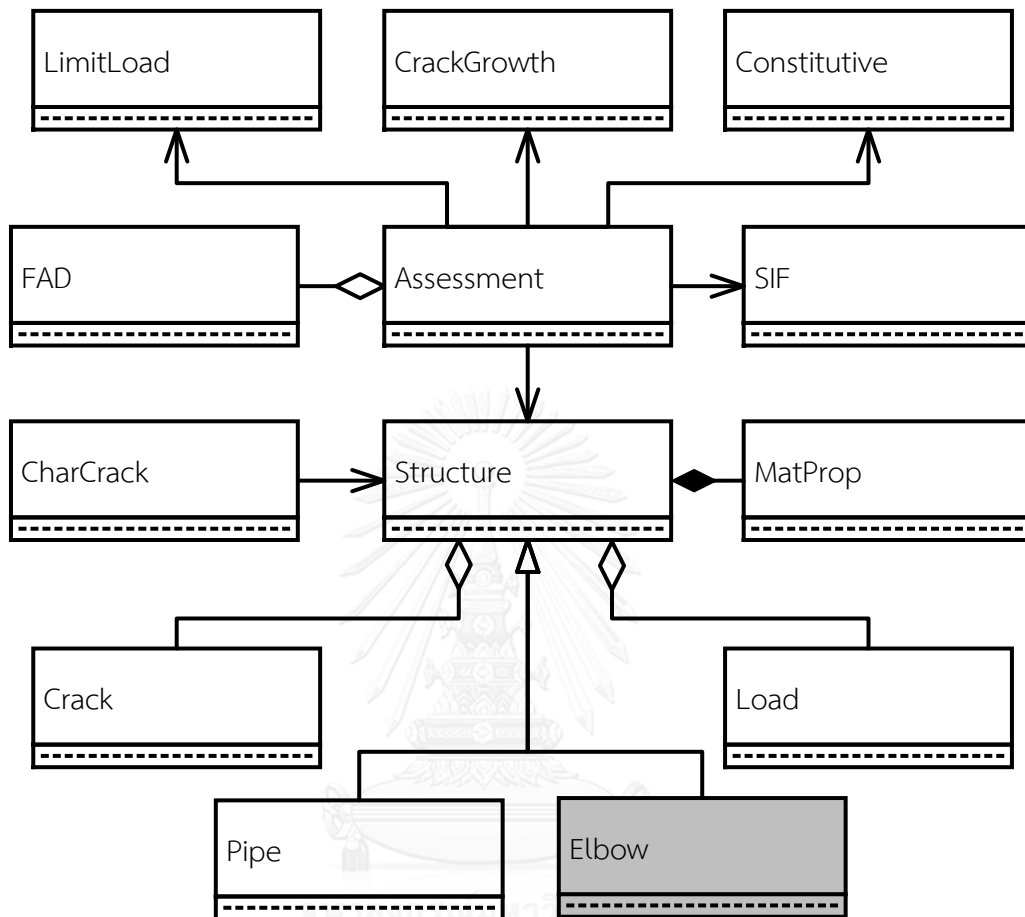 LimitLoad
CrackGrowth
Constitutive
FAD
Assessment
SIF
CharCrack
Structure
MatProp
Crack
Load
Pipe
Elbow